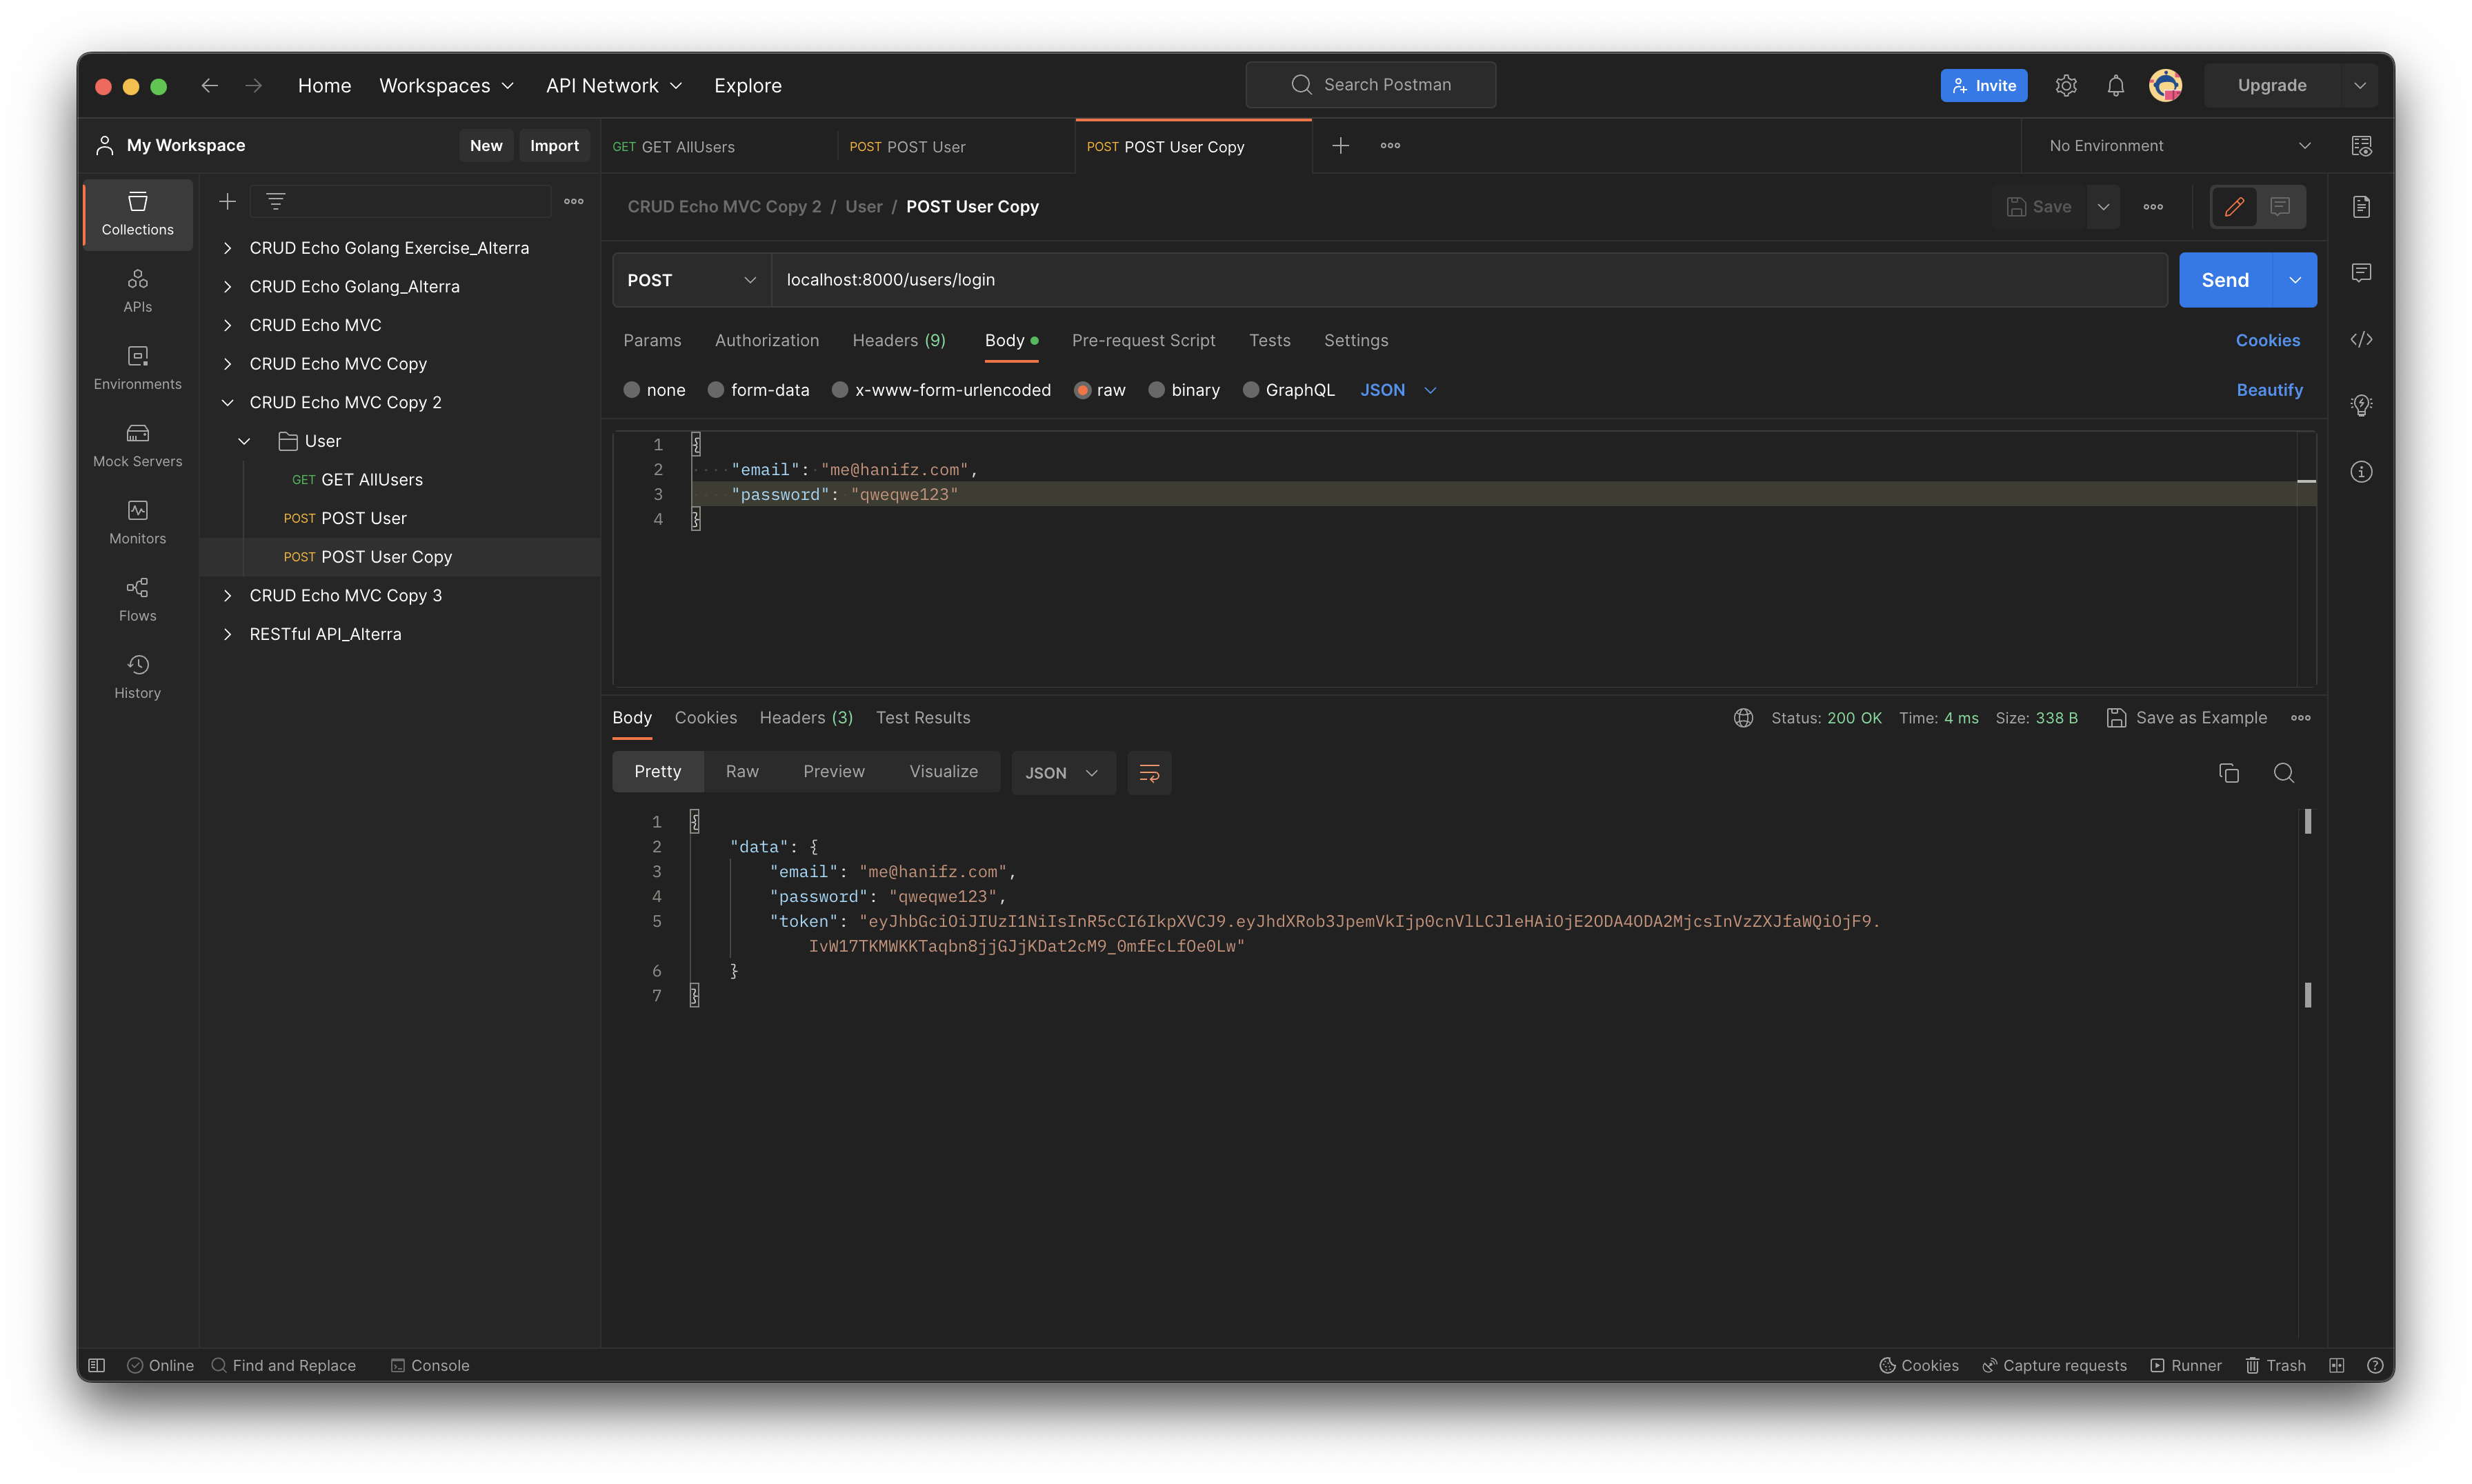 Home Workspaces API Network Explore Search Postman Invite Upgrade
My Workspace New Import
GET GET AllUsers POST POST User POST POST User Copy No Environment
Collections
APIs
Environments
Mock Servers
Monitors
Flows
History
CRUD Echo Golang Exercise_Alterra
CRUD Echo Golang_Alterra
CRUD Echo MVC
CRUD Echo MVC Copy
CRUD Echo MVC Copy 2
User
GET GET AllUsers
POST POST User
POST POST User Copy
CRUD Echo MVC Copy 3
RESTful API_Alterra
CRUD Echo MVC Copy 2 / User / POST User Copy Save
POST localhost:8000/users/login Send
Params Authorization Headers (9) Body Pre-request Script Tests Settings Cookies
none form-data x-www-form-urlencoded raw binary GraphQL JSON Beautify
1 {
2 "email": "me@hanifz.com",
3 "password": "qweqwe123"
4 }
Body Cookies Headers (3) Test Results Status: 200 OK Time: 4 ms Size: 338 B Save as Example
Pretty Raw Preview Visualize JSON
1 {
2 "data": {
3 "email": "me@hanifz.com",
4 "password": "qweqwe123",
5 "token": "eyJhbGciOiJIUzI1NiIsInR5cCI6IkpXVCJ9.eyJhdXRob3JpemVkIjp0cnVlLCJleHAiOjE2ODA4ODA2MjcsInVzZXJfaWQiOjF9.
IvW17TKMWKKTaqbn8jjGJjKDat2cM9_0mfEcLfOe0Lw"
6 }
7 }
Online Find and Replace Console Cookies Capture requests Runner Trash